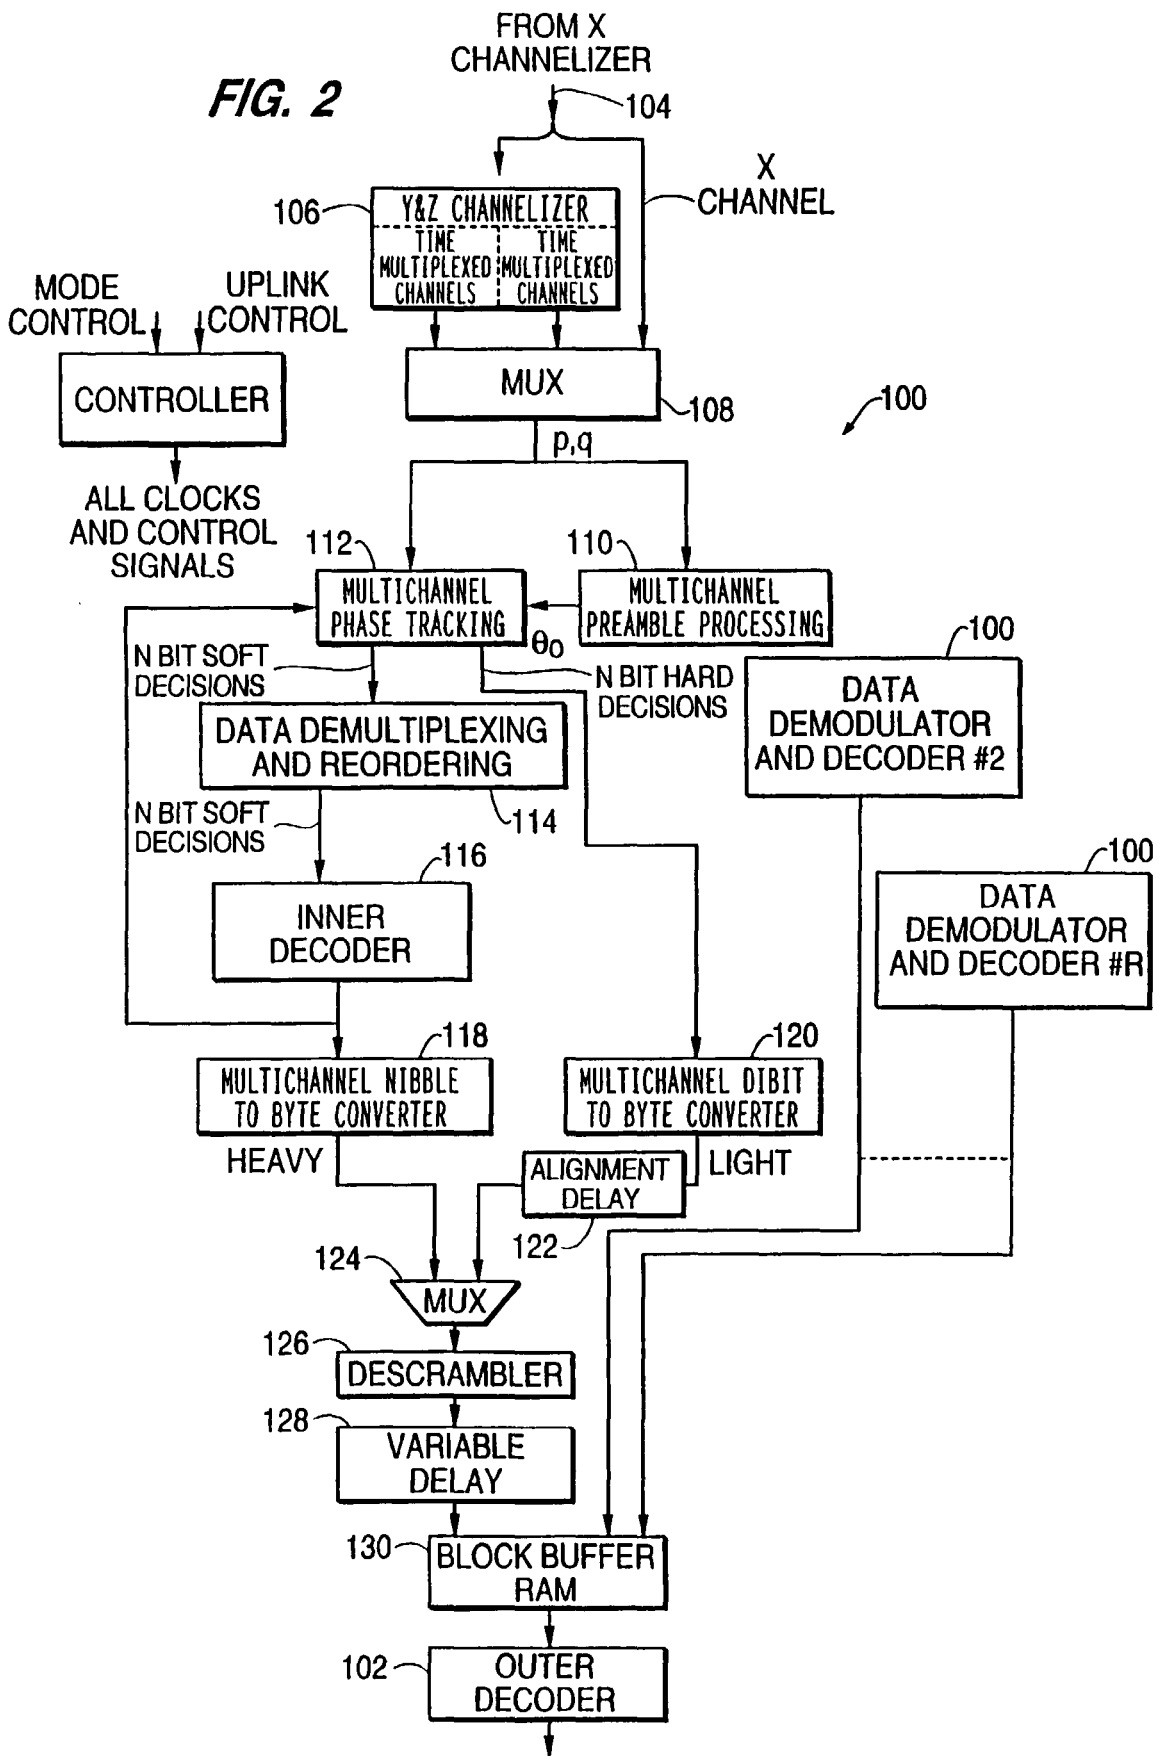 FROM X
CHANNELIZER
FIG. 2
104
X
CHANNEL
106
Y&Z CHANNELIZER
TIME
MULTIPLEXED
CHANNELS
TIME
MULTIPLEXED
CHANNELS
MODE
CONTROL
UPLINK
CONTROL
CONTROLLER
MUX
108
100
p,q
ALL CLOCKS
AND CONTROL
SIGNALS
112
110
MULTICHANNEL
PHASE TRACKING
MULTICHANNEL
PREAMBLE PROCESSING
θ0
N BIT SOFT
DECISIONS
N BIT HARD
DECISIONS
100
DATA
DEMODULATOR
AND DECODER #2
DATA DEMULTIPLEXING
AND REORDERING
114
N BIT SOFT
DECISIONS
116
INNER
DECODER
100
DATA
DEMODULATOR
AND DECODER #R
118
120
MULTICHANNEL NIBBLE
TO BYTE CONVERTER
MULTICHANNEL DIBIT
TO BYTE CONVERTER
HEAVY
ALIGNMENT
DELAY
LIGHT
122
124
MUX
126
DESCRAMBLER
128
VARIABLE
DELAY
130
BLOCK BUFFER
RAM
102
OUTER
DECODER